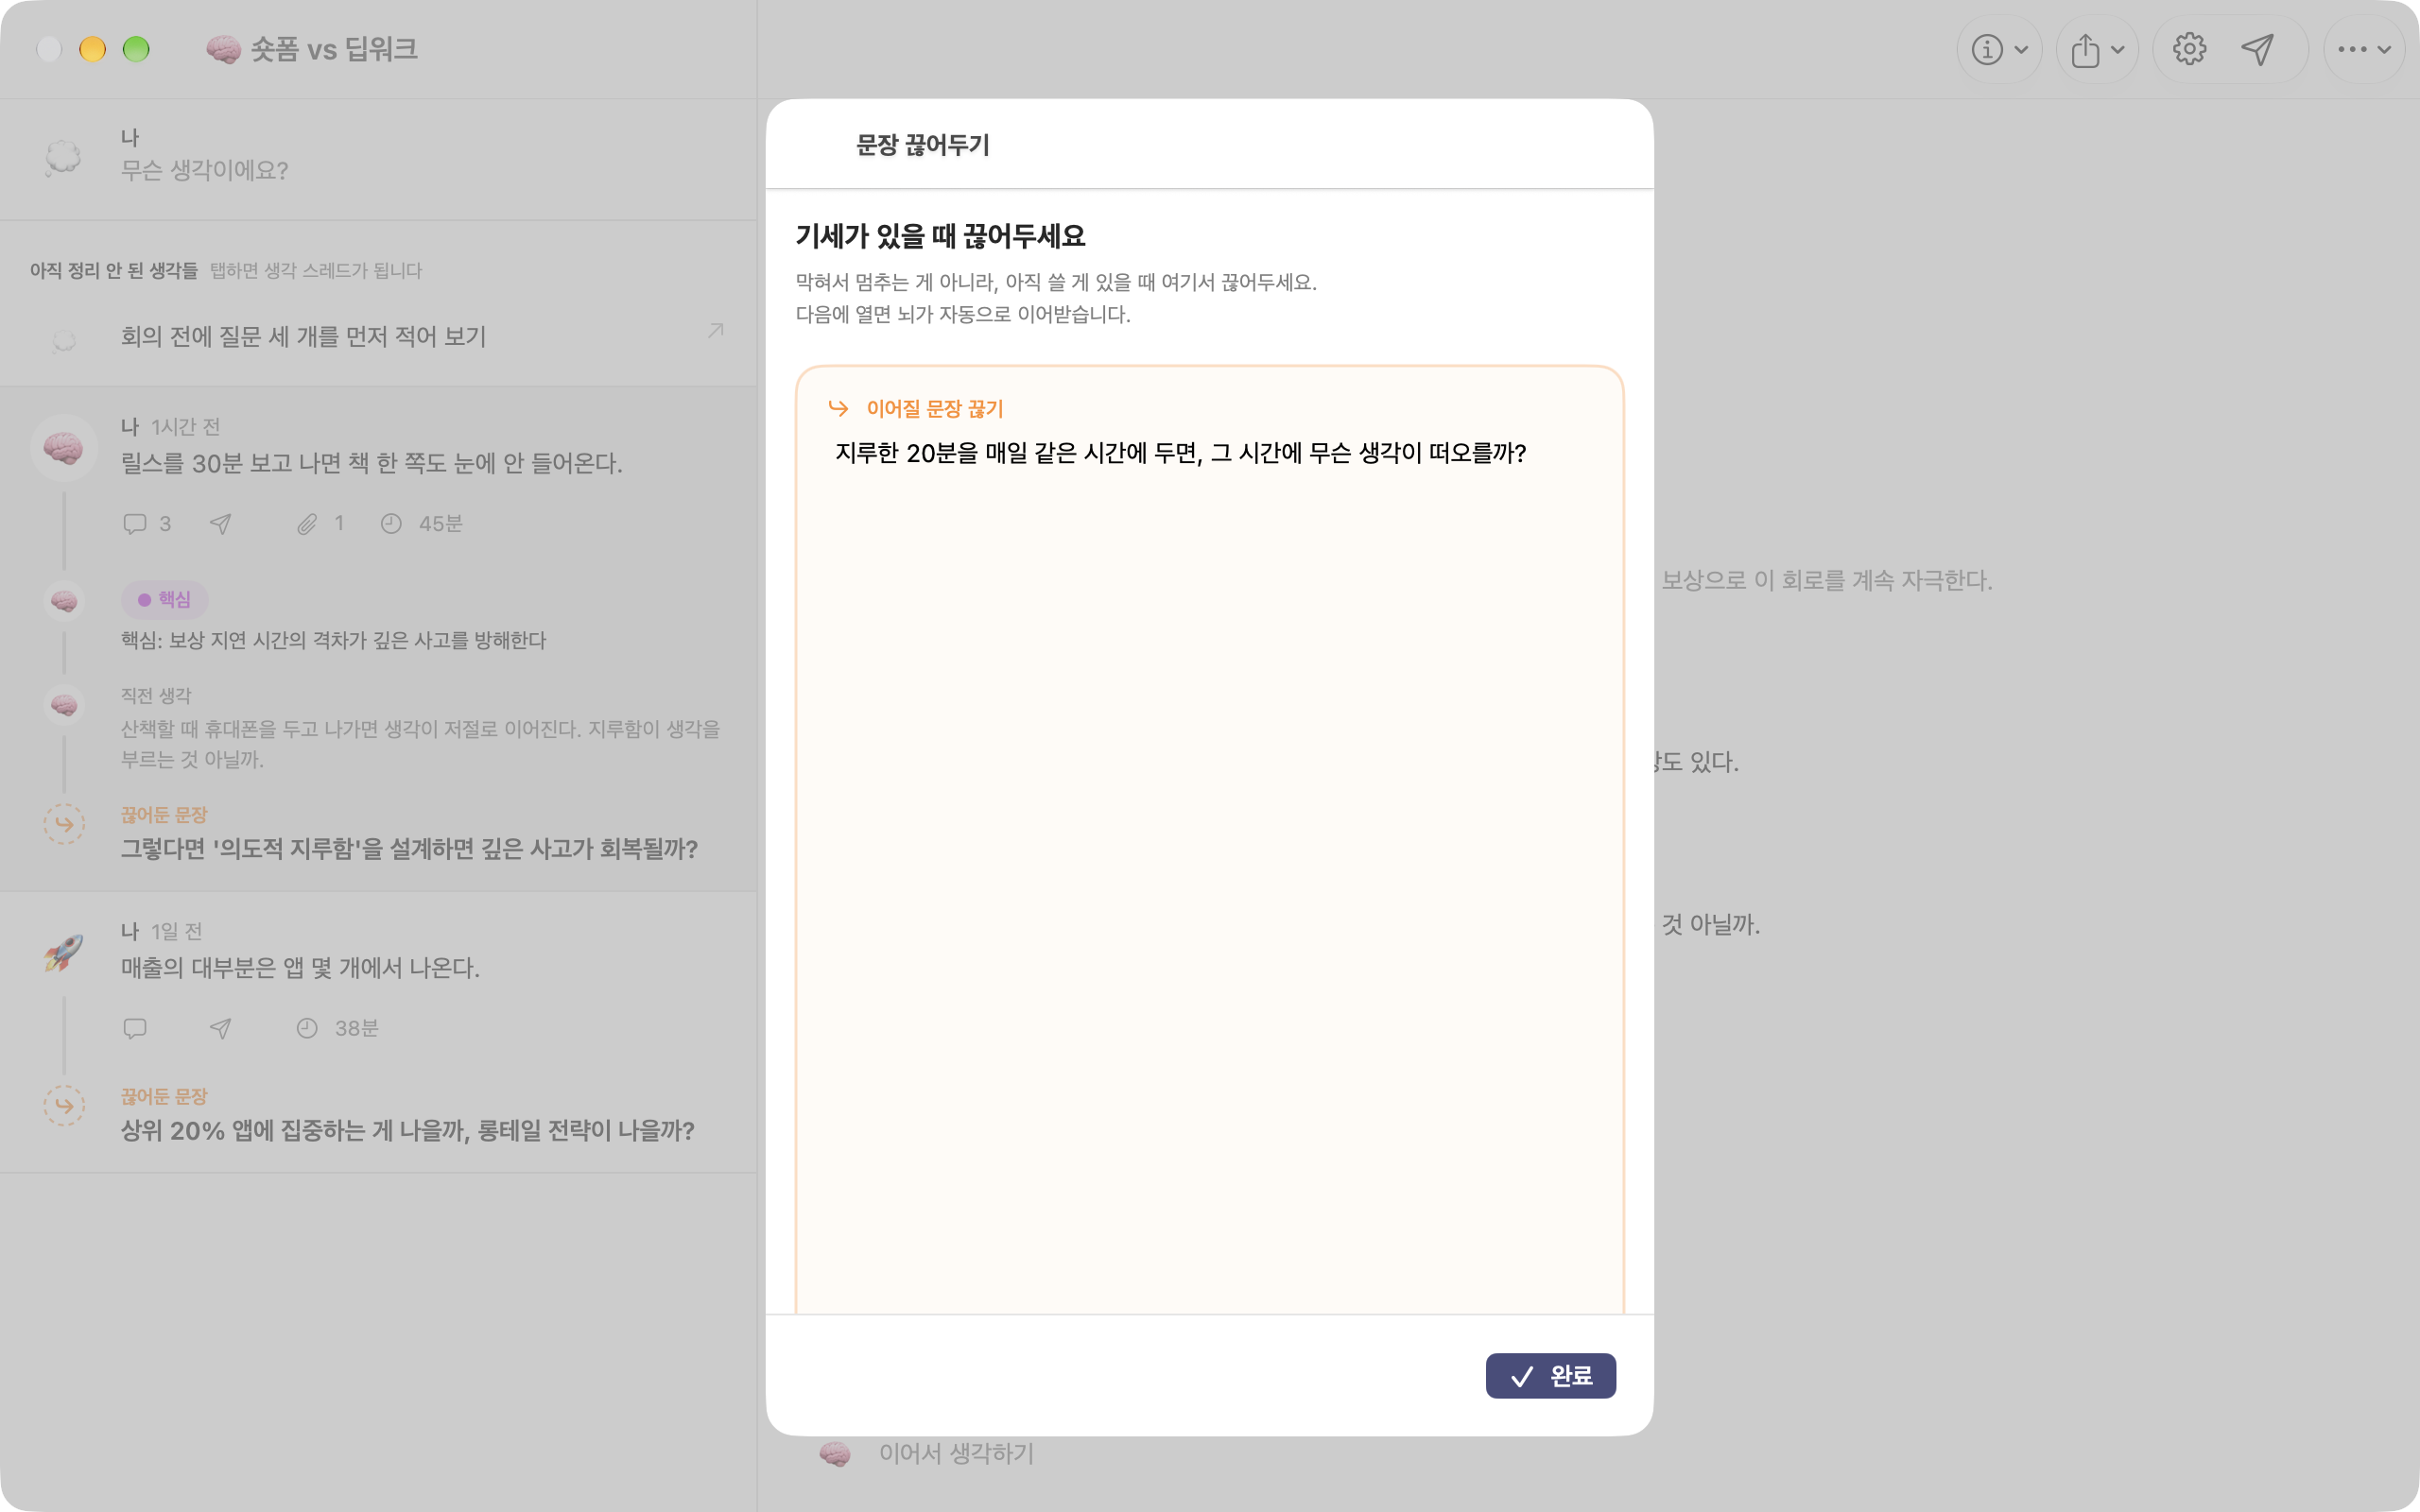 숏폼 vs 딥워크
나
무슨 생각이에요?
아직 정리 안 된 생각들 탭하면 생각 스레드가 됩니다
회의 전에 질문 세 개를 먼저 적어 보기
나 1시간 전
릴스를 30분 보고 나면 책 한 쪽도 눈에 안 들어온다.
3 1 45분
핵심
핵심: 보상 지연 시간의 격차가 깊은 사고를 방해한다
직전 생각
산책할 때 휴대폰을 두고 나가면 생각이 저절로 이어진다. 지루함이 생각을
부르는 것 아닐까.
끊어둔 문장
그렇다면 '의도적 지루함'을 설계하면 깊은 사고가 회복될까?
나 1일 전
매출의 대부분은 앱 몇 개에서 나온다.
38분
끊어둔 문장
상위 20% 앱에 집중하는 게 나을까, 롱테일 전략이 나을까?
문장 끊어두기
기세가 있을 때 끊어두세요
막혀서 멈추는 게 아니라, 아직 쓸 게 있을 때 여기서 끊어두세요.
다음에 열면 뇌가 자동으로 이어받습니다.
이어질 문장 끊기
지루한 20분을 매일 같은 시간에 두면, 그 시간에 무슨 생각이 떠오를까?
완료
보상으로 이 회로를 계속 자극한다.
있다.
것 아닐까.
이어서 생각하기